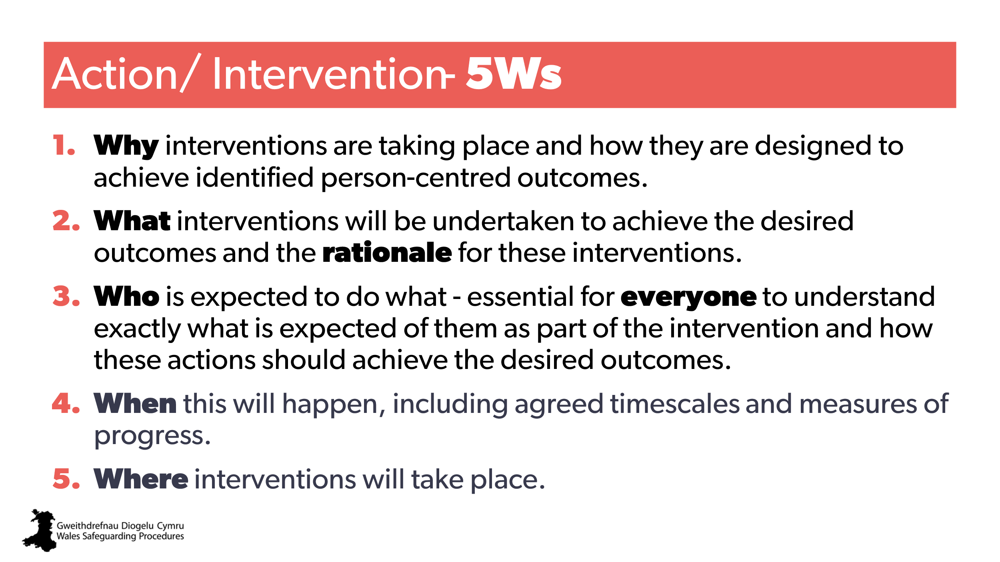 Action/ Intervention- 5Ws
1. Why interventions are taking place and how they are designed to
achieve identified person-centred outcomes.
2. What interventions will be undertaken to achieve the desired
outcomes and the rationale for these interventions.
3. Who is expected to do what - essential for everyone to understand
exactly what is expected of them as part of the intervention and how
these actions should achieve the desired outcomes.
4. When this will happen, including agreed timescales and measures of
progress.
5. Where interventions will take place.
Gweithdrefnau Diogelu Cymru
Wales Safeguarding Procedures